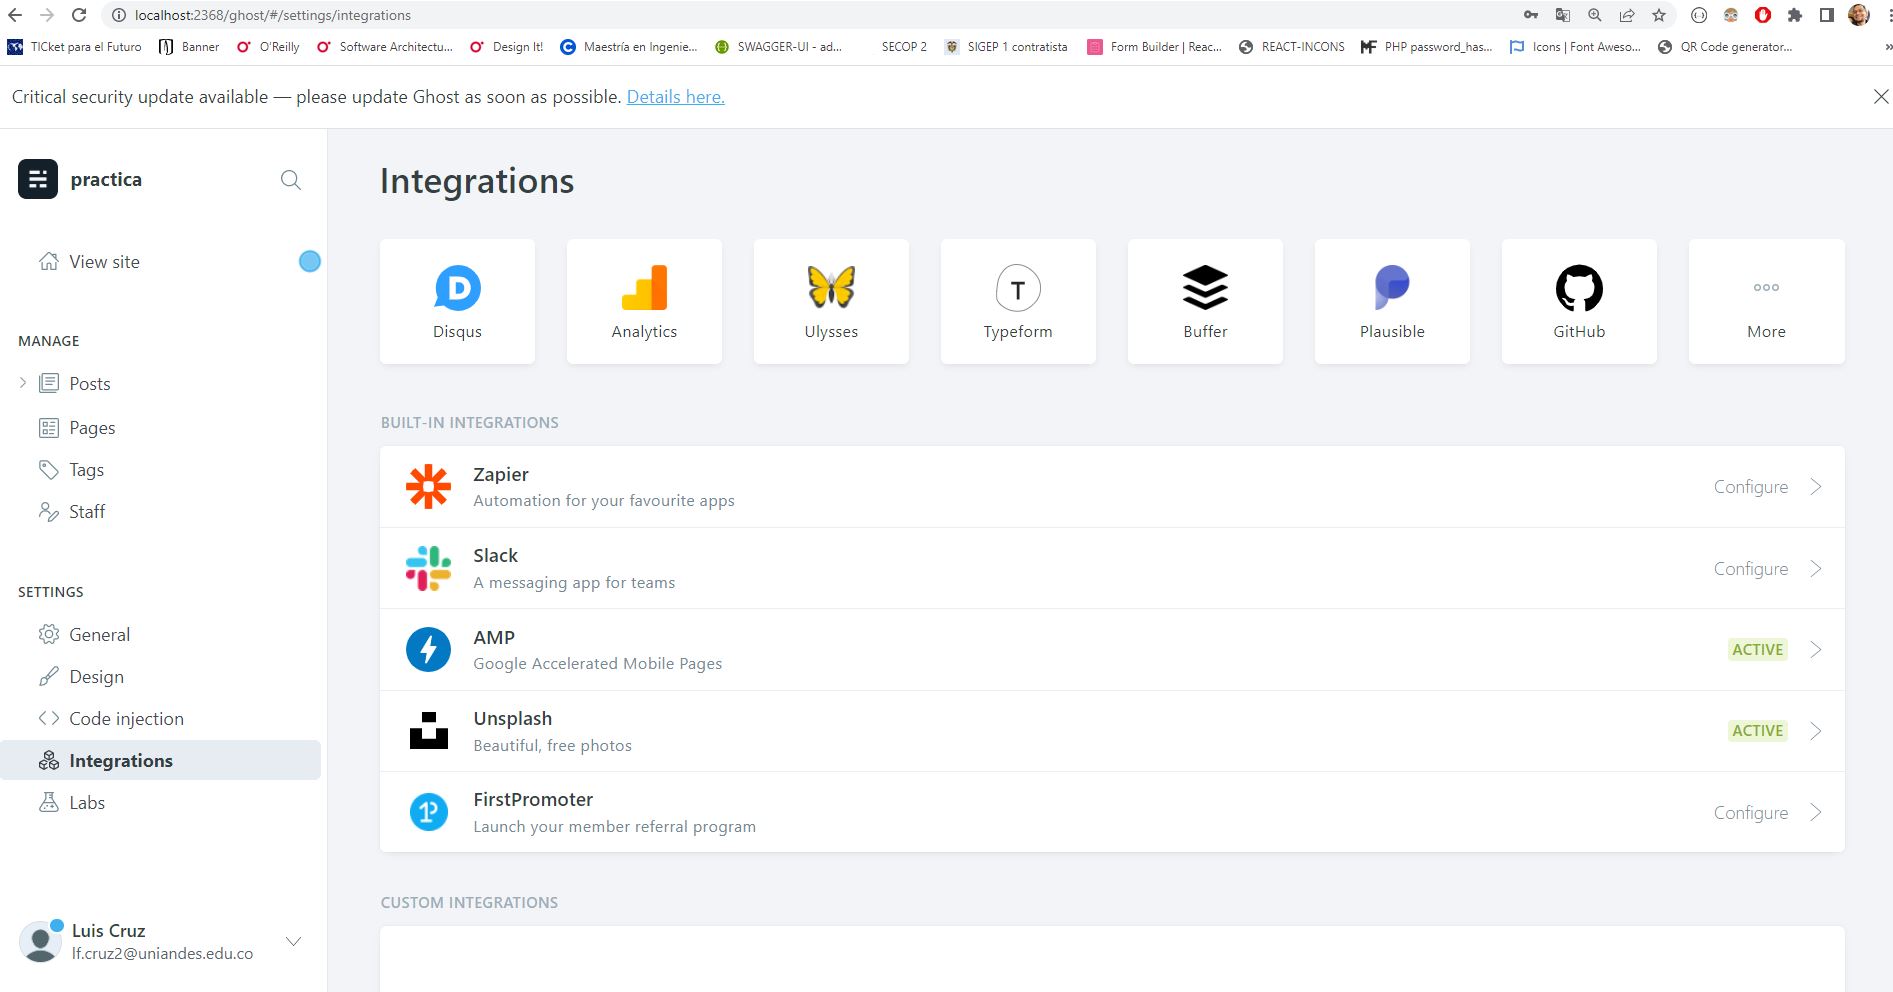 localhost:2368/ghost/#/settings/integrations
TICket para el Futuro
Banner
O'Reilly
Software Architectu...
Design It!
Maestría en Ingenie...
SWAGGER-UI - ad...
SECOP 2
SIGEP 1 contratista
Form Builder | Reac...
REACT-INCONS
PHP password_has...
Icons | Font Aweso...
QR Code generator...
Critical security update available — please update Ghost as soon as possible. Details here.
practica
View site
MANAGE
Posts
Pages
Tags
Staff
SETTINGS
General
Design
Code injection
Integrations
Labs
Luis Cruz
lf.cruz2@uniandes.edu.co
Integrations
Disqus
Analytics
Ulysses
Typeform
Buffer
Plausible
GitHub
More
BUILT-IN INTEGRATIONS
Zapier
Automation for your favourite apps
Configure
Slack
A messaging app for teams
Configure
AMP
Google Accelerated Mobile Pages
ACTIVE
Unsplash
Beautiful, free photos
ACTIVE
FirstPromoter
Launch your member referral program
Configure
CUSTOM INTEGRATIONS